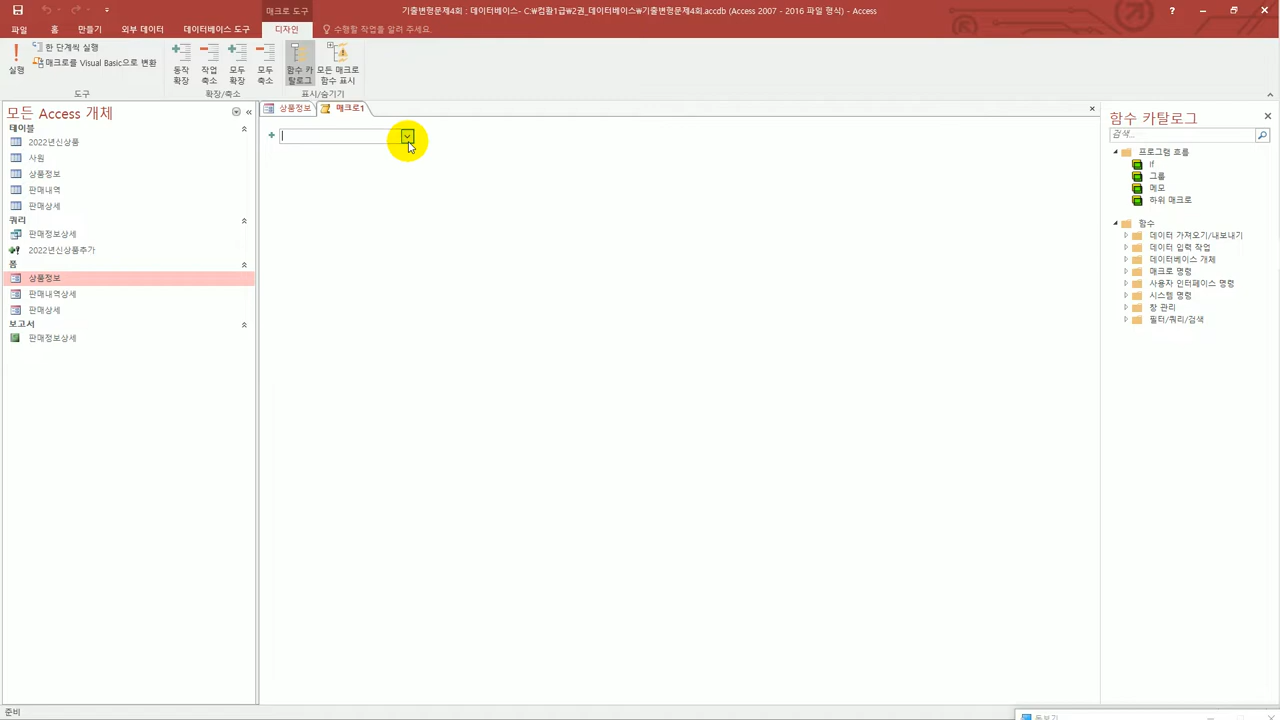 매크로 도구
기출변형문제4회 : 데이터베이스- C:₩컴활1급₩2권_데이터베이스₩기출변형문제4회.accdb (Access 2007 - 2016 파일 형식) - Access
파일 홈 만들기 외부 데이터 데이터베이스 도구 디자인 수행할 작업을 알려 주세요.
실행
한 단계씩 실행
매크로를 Visual Basic으로 변환
동작 확장
작업 축소
모두 확장
모두 축소
함수 카탈로그
모든 매크로 함수 표시
도구 확장/축소 표시/숨기기
모든 Access 개체
테이블
2022년신상품
사원
상품정보
판매내역
판매상세
쿼리
판매정보상세
2022년신상품추가
폼
상품정보
판매내역상세
판매상세
보고서
판매정보상세
상품정보 매크로1
함수 카탈로그
검색...
프로그램 흐름
If
그룹
메모
하위 매크로
함수
데이터 가져오기/내보내기
데이터 입력 작업
데이터베이스 개체
매크로 명령
사용자 인터페이스 명령
시스템 명령
창 관리
필터/쿼리/검색
준비
돋보기